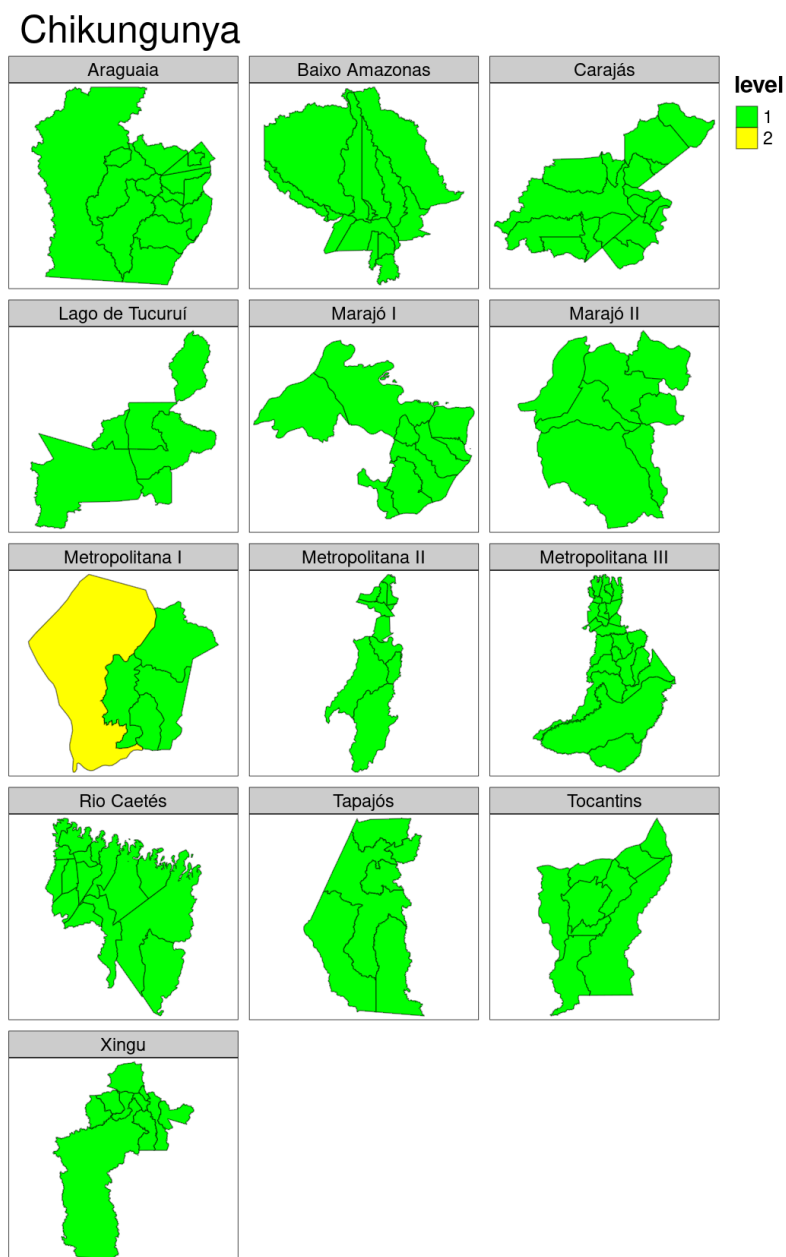 Chikungunya
Araguaia
Baixo Amazonas
Carajás
level
1
2
Lago de Tucuruí
Marajó I
Marajó II
Metropolitana I
Metropolitana II
Metropolitana III
Rio Caetés
Tapajós
Tocantins
Xingu